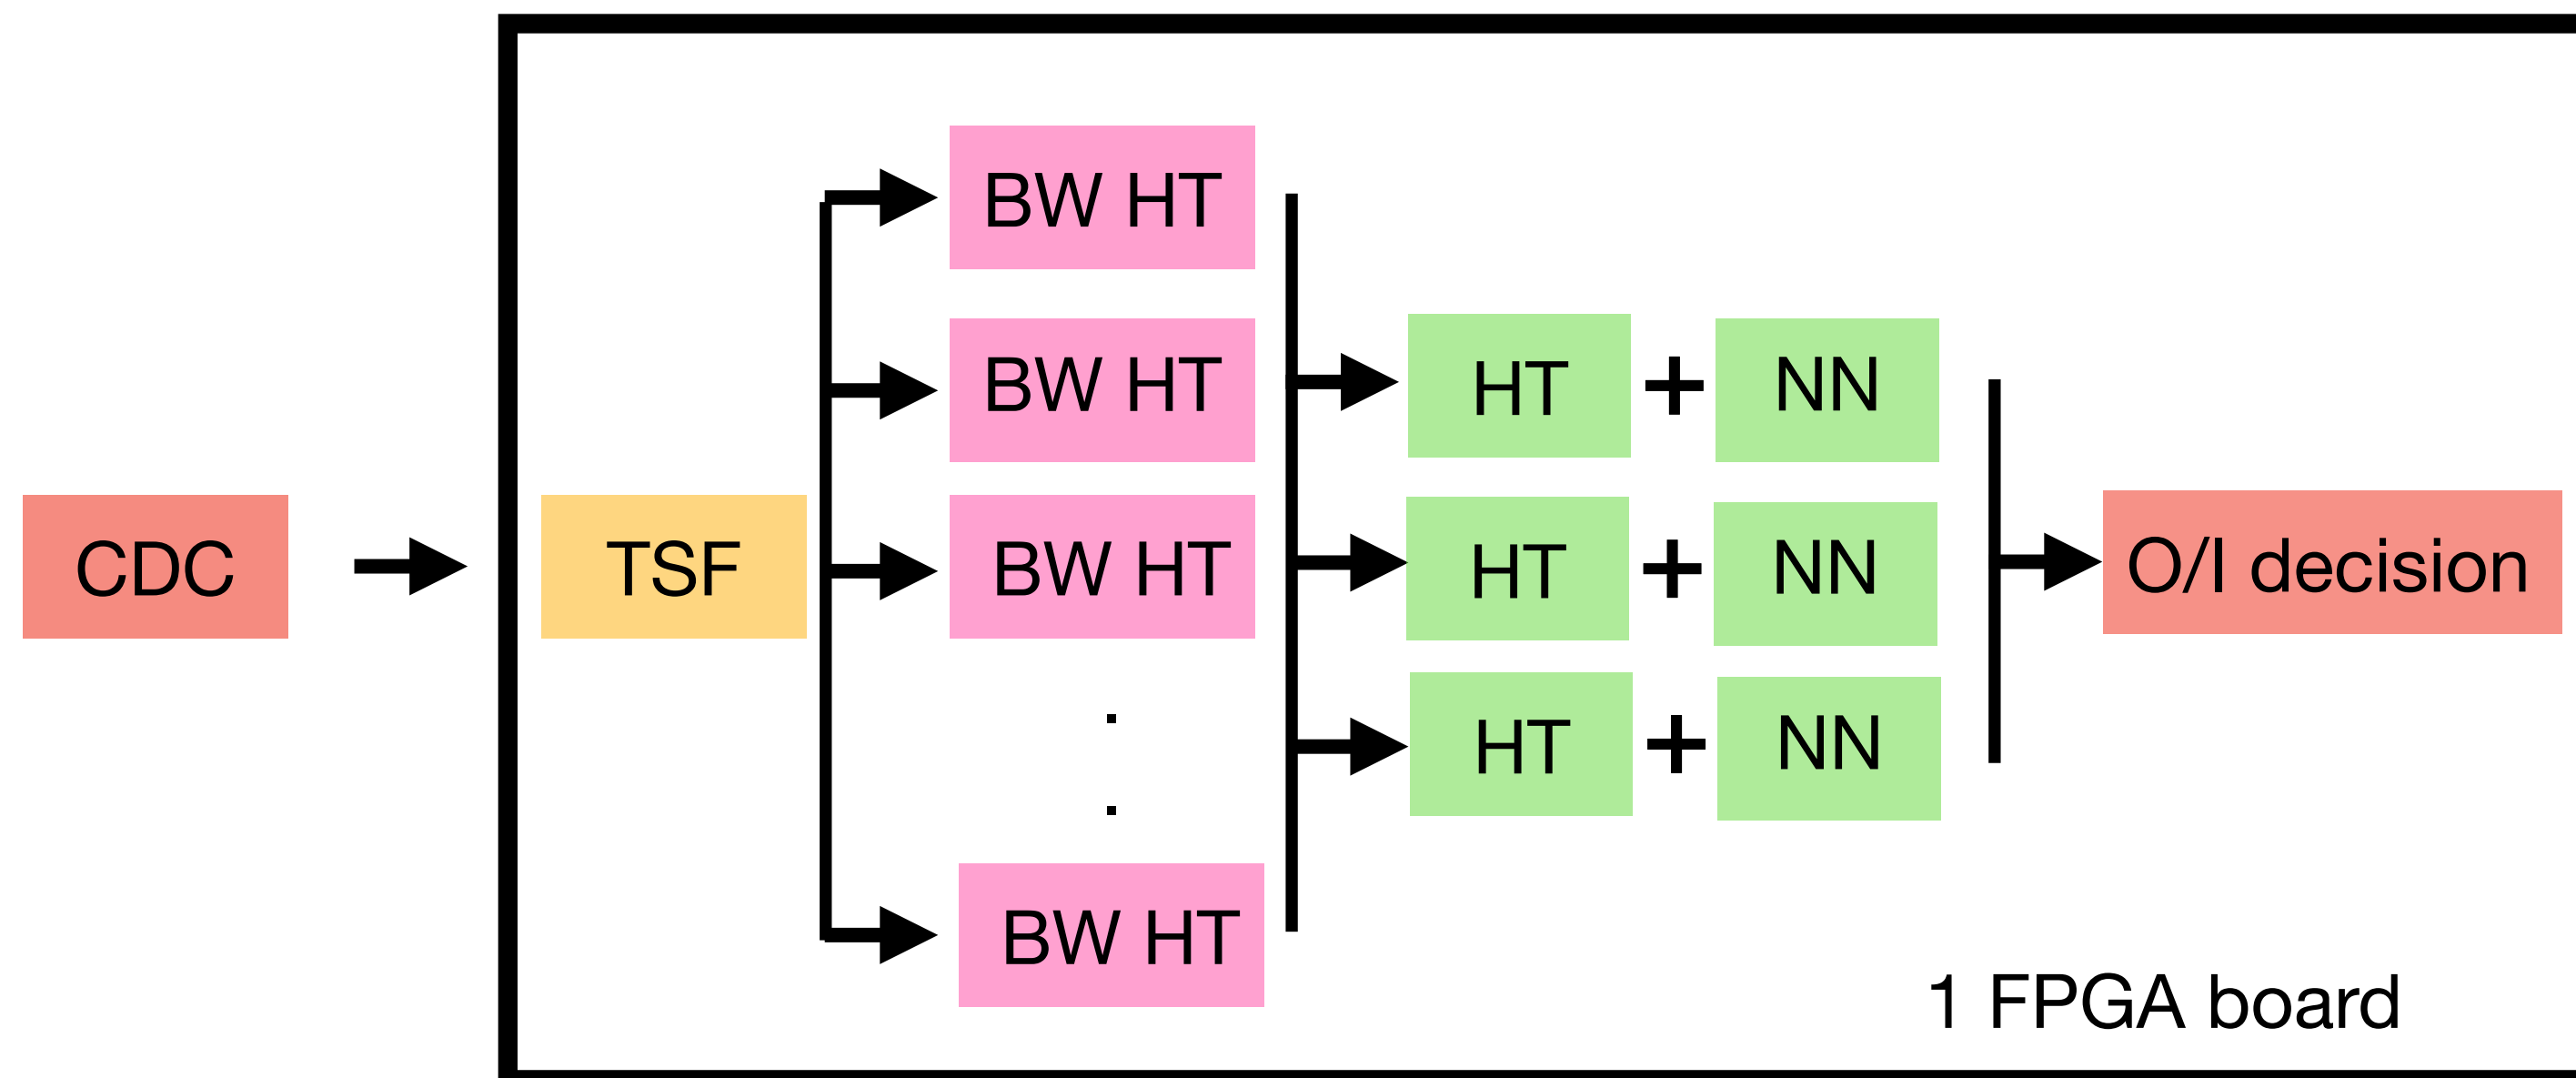 CDC
TSF
BW HT
BW HT
BW HT
.
.
BW HT
HT + NN
HT + NN
HT + NN
O/I decision
1 FPGA board